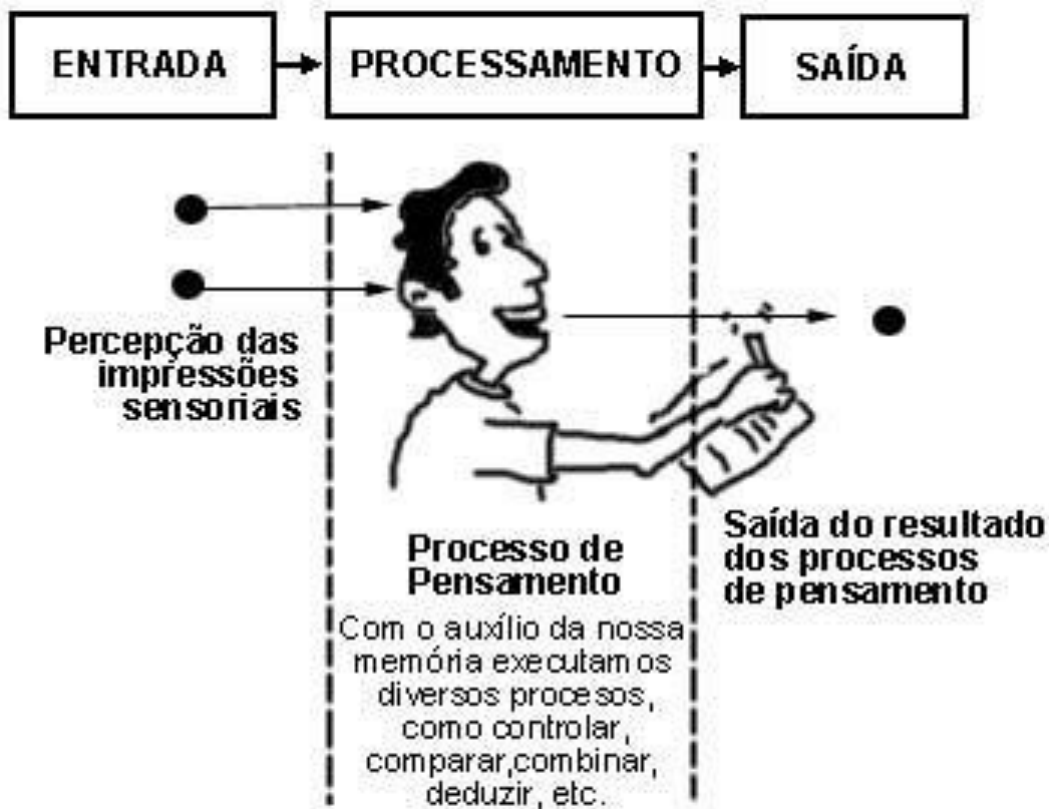 ENTRADA
PROCESSAMENTO
SAÍDA
Percepção das
impressões
sensoriais
Processo de
Pensamento
Com o auxílio da nossa
memória executamos
diversos procesos,
como controlar,
comparar,combinar,
deduzir, etc.
Saída do resultado
dos processos
de pensamento